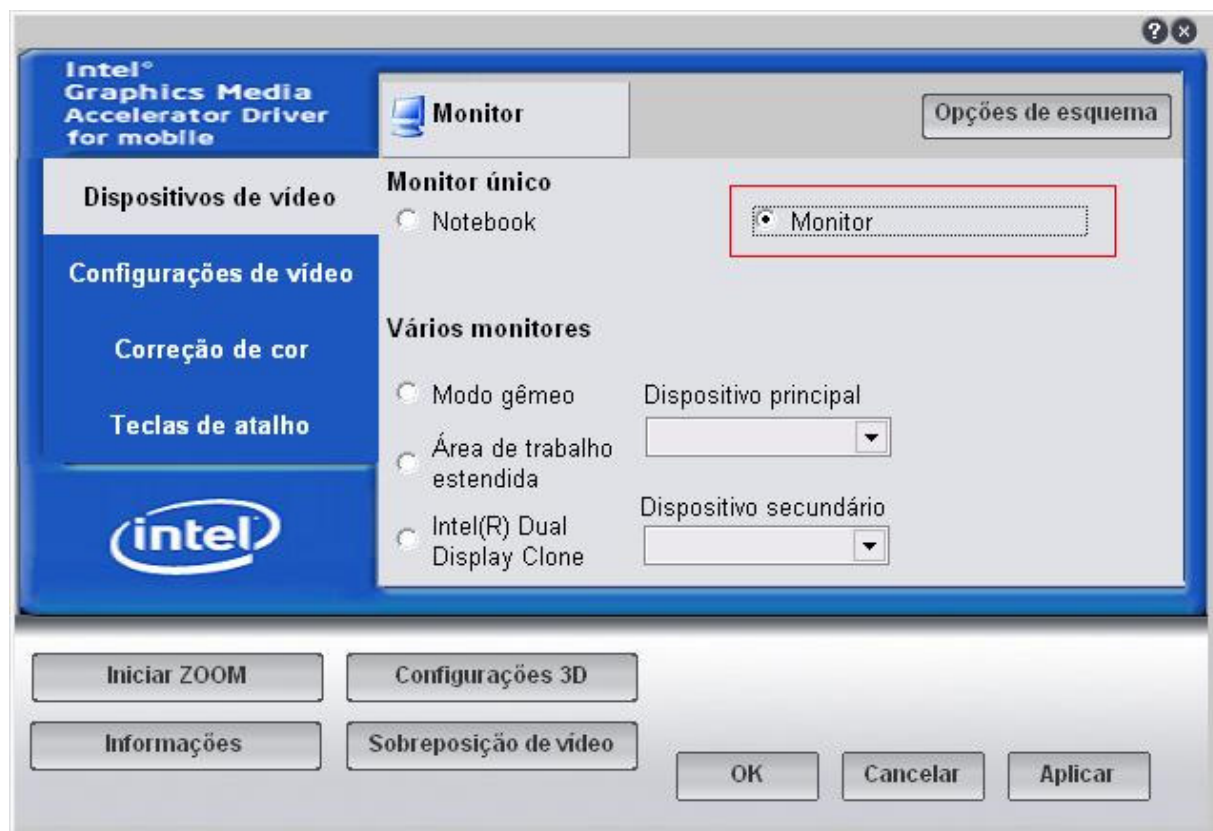 ? x
Intel®
Graphics Media
Accelerator Driver
for mobile
Monitor
Opções de esquema
Dispositivos de vídeo
Configurações de vídeo
Correção de cor
Teclas de atalho
intel
Monitor único
Notebook
Monitor
Vários monitores
Modo gêmeo
Dispositivo principal
Área de trabalho
estendida
Dispositivo secundário
Intel(R) Dual
Display Clone
Iniciar ZOOM
Configurações 3D
Informações
Sobreposição de vídeo
OK
Cancelar
Aplicar